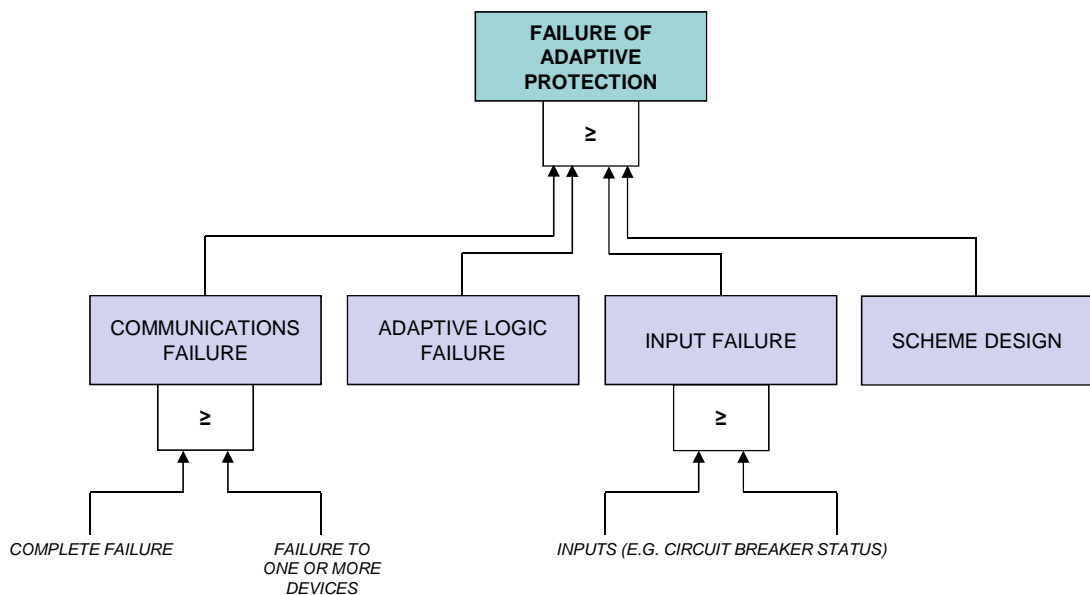 FAILURE OF
ADAPTIVE
PROTECTION
≥
COMMUNICATIONS
FAILURE
ADAPTIVE LOGIC
FAILURE
INPUT FAILURE
SCHEME DESIGN
≥
≥
COMPLETE FAILURE
FAILURE TO
ONE OR MORE
DEVICES
INPUTS (E.G. CIRCUIT BREAKER STATUS)